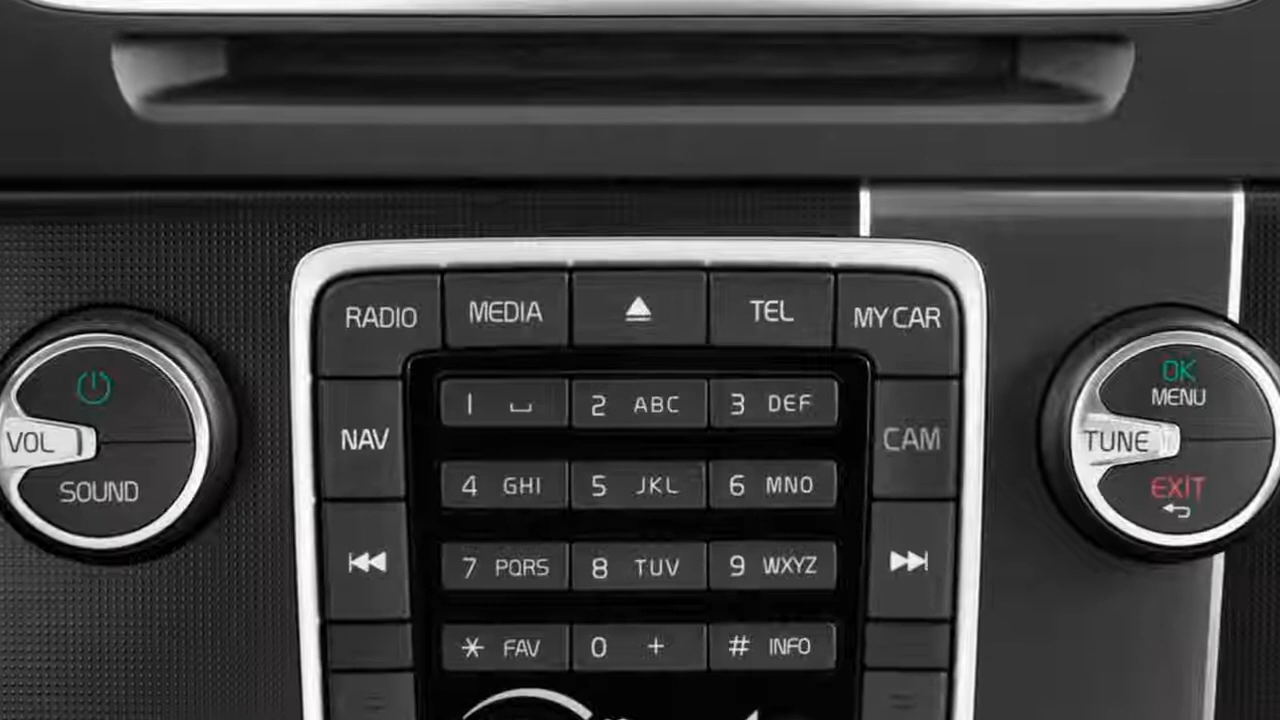 RADIO MEDIA TEL MY CAR
OK
MENU
1 2 ABC 3 DEF
VOL NAV CAM TUNE
4 GHI 5 JKL 6 MNO
SOUND EXIT
7 PQRS 8 TUV 9 WXYZ
* FAV 0 + # INFO